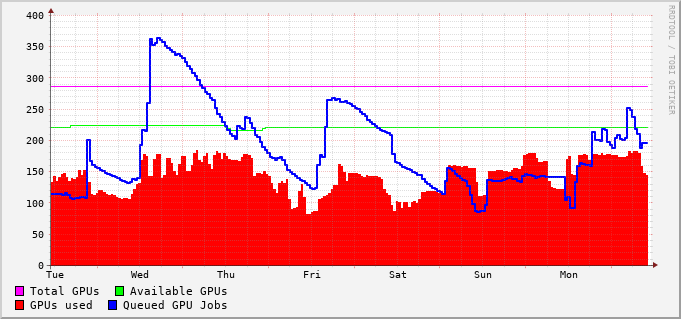 400
350
300
250
200
150
100
50
0
Tue Wed Thu Fri Sat Sun Mon
Total GPUs Available GPUs
GPUs used Queued GPU Jobs
RRDTOOL / TOBI OETIKER